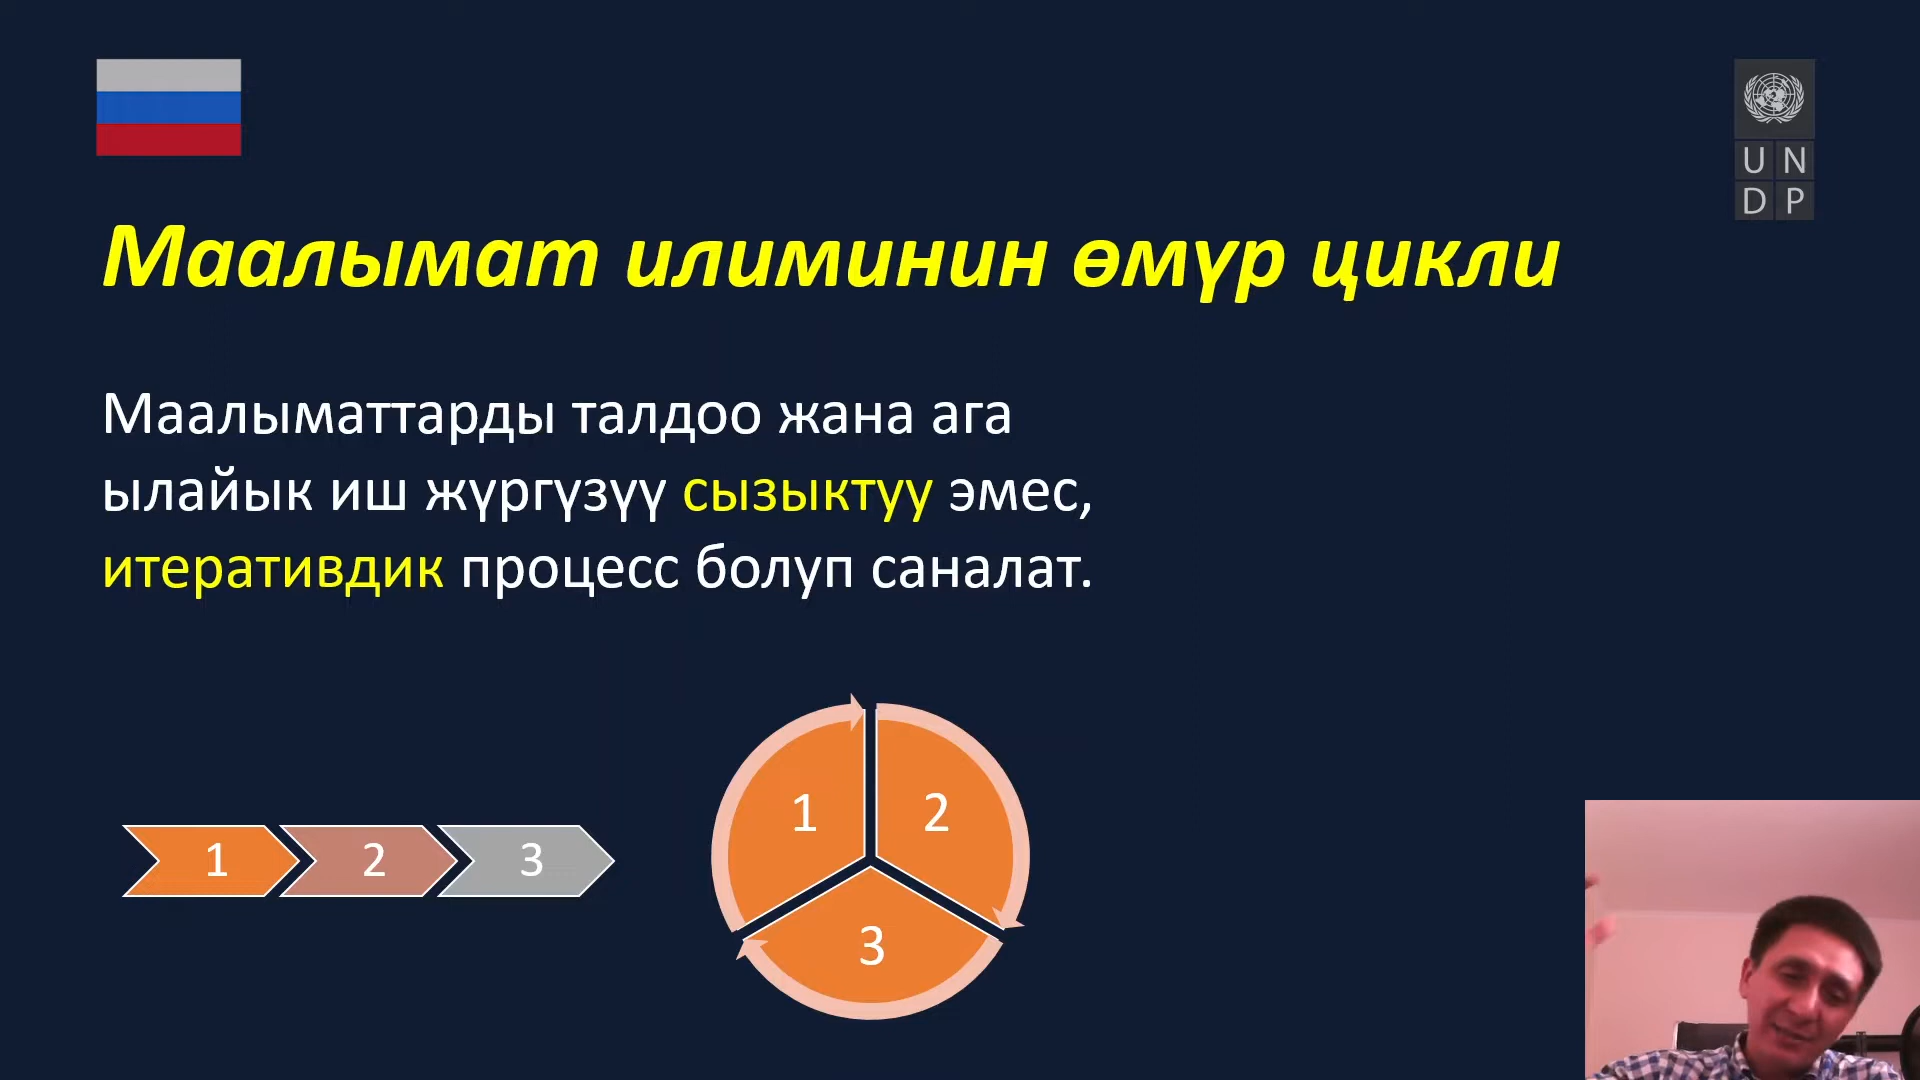 U N
D P
Маалымат илиминин өмүр цикли
Маалыматтарды талдоо жана ага
ылайык иш жүргүзүү сызыктуу эмес,
итеративдик процесс болуп саналат.
1 2 3
1 2
3